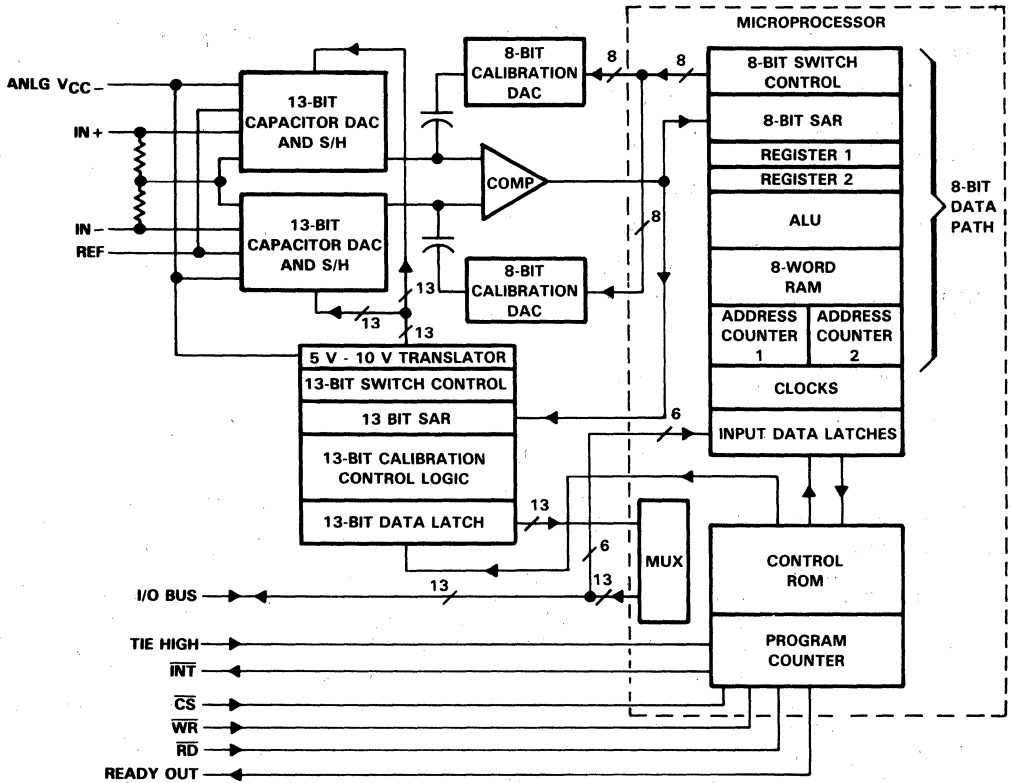 MICROPROCESSOR
8-BIT
CALIBRATION
DAC
8
8
8-BIT SWITCH
CONTROL
ANLG VCC-
13-BIT
CAPACITOR DAC
AND S/H
8-BIT SAR
IN +
REGISTER 1
COMP
REGISTER 2
8-BIT
DATA
PATH
8
ALU
13-BIT
CAPACITOR DAC
AND S/H
IN-
REF
8-BIT
CALIBRATION
DAC
8-WORD
RAM
13
13
13
ADDRESS
COUNTER
1
ADDRESS
COUNTER
2
5 V - 10 V TRANSLATOR
13-BIT SWITCH CONTROL
CLOCKS
13 BIT SAR
6
INPUT DATA LATCHES
13-BIT CALIBRATION
CONTROL LOGIC
13-BIT DATA LATCH
13
6
MUX
CONTROL
ROM
I/O BUS
13
13
TIE HIGH
PROGRAM
COUNTER
I̅N̅T̅
C̅S̅
W̅R̅
R̅D̅
READY OUT